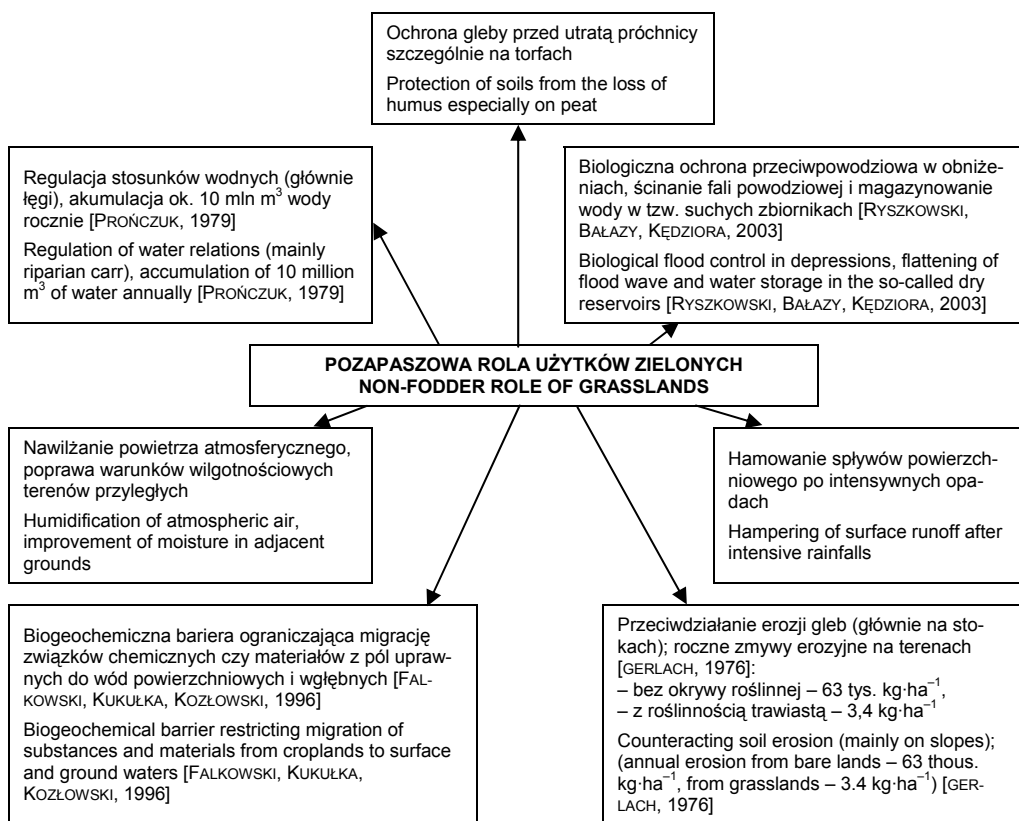 Ochrona gleby przed utratą próchnicy
szczególnie na torfach
Protection of soils from the loss of
humus especially on peat
Regulacja stosunków wodnych (głównie
łęgi), akumulacja ok. 10 mln m³ wody
rocznie [PROŃCZUK, 1979]
Regulation of water relations (mainly
riparian carr), accumulation of 10 million
m³ of water annually [PROŃCZUK, 1979]
Biologiczna ochrona przeciwpowodziowa w obniże-
niach, ścinanie fali powodziowej i magazynowanie
wody w tzw. suchych zbiornikach [RYSZKOWSKI,
BAŁAZY, KĘDZIORA, 2003]
Biological flood control in depressions, flattening of
flood wave and water storage in the so-called dry
reservoirs [RYSZKOWSKI, BAŁAZY, KĘDZIORA, 2003]
POZAPASZOWA ROLA UŻYTKÓW ZIELONYCH
NON-FODDER ROLE OF GRASSLANDS
Nawilżanie powietrza atmosferycznego,
poprawa warunków wilgotnościowych
terenów przyległych
Humidification of atmospheric air,
improvement of moisture in adjacent
grounds
Hamowanie spływów powierzch-
niowego po intensywnych opa-
dach
Hampering of surface runoff after
intensive rainfalls
Biogeochemiczna bariera ograniczająca migrację
związków chemicznych czy materiałów z pól upraw-
nych do wód powierzchniowych i wgłębnych [FAL-
KOWSKI, KUKUŁKA, KOZŁOWSKI, 1996]
Biogeochemical barrier restricting migration of
substances and materials from croplands to surface
and ground waters [FALKOWSKI, KUKUŁKA,
KOZŁOWSKI, 1996]
Przeciwdziałanie erozji gleb (głównie na sto-
kach); roczne zmywy erozyjne na terenach
[GERLACH, 1976]:
– bez okrywy roślinnej – 63 tys. kg·ha⁻¹,
– z roślinnością trawiastą – 3,4 kg·ha⁻¹
Counteracting soil erosion (mainly on slopes);
(annual erosion from bare lands – 63 thous.
kg·ha⁻¹, from grasslands – 3.4 kg·ha⁻¹) [GER-
LACH, 1976]